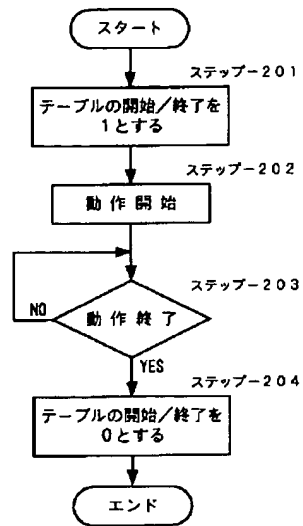 スタート
ステップ-201
テーブルの開始/終了を
1とする
ステップ-202
動作開始
ステップ-203
NO
動作終了
YES
ステップ-204
テーブルの開始/終了を
0とする
エンド